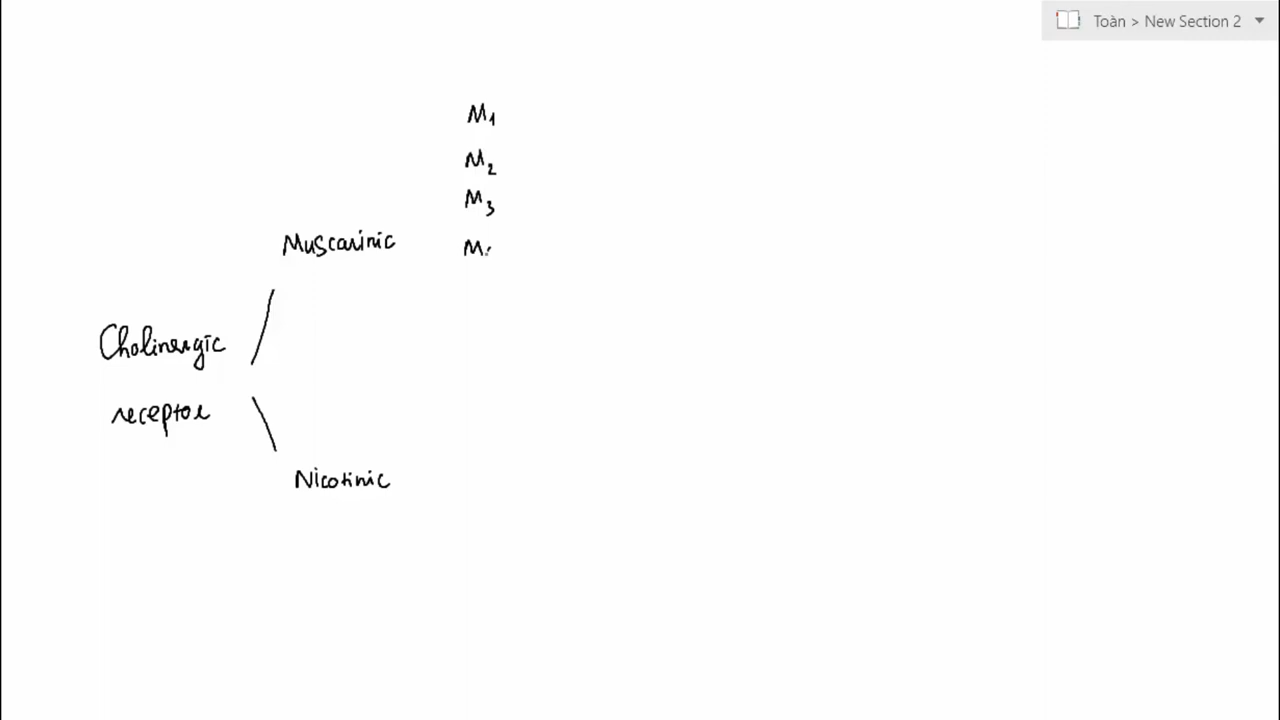 Toàn > New Section 2
M1
M2
M3
M
Muscarinic
Cholinergic
receptor
Nicotinic